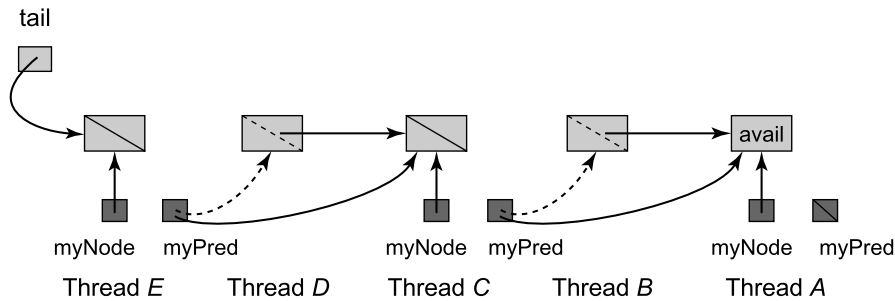 tail
avail
myNode myPred myNode myPred myNode myPred
Thread E Thread D Thread C Thread B Thread A